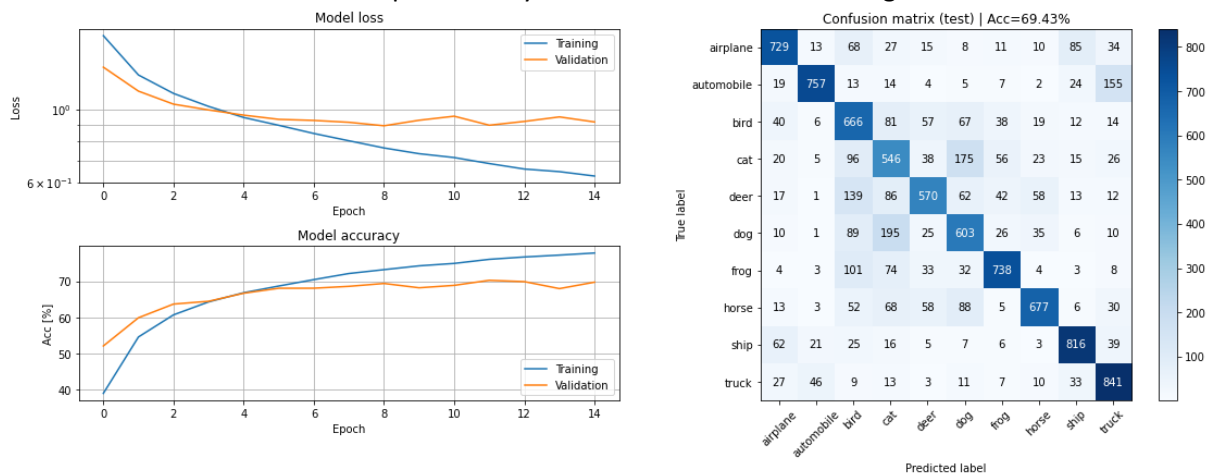 Model loss
Training
Validation
10⁰
6 × 10⁻¹
Loss
0 2 4 6 8 10 12 14
Epoch
Model accuracy
70
60
50
40
Acc [%]
Training
Validation
0 2 4 6 8 10 12 14
Epoch
Confusion matrix (test) | Acc=69.43%
True label
airplane 729 13 68 27 15 8 11 10 85 34
automobile 19 757 13 14 4 5 7 2 24 155
bird 40 6 666 81 57 67 38 19 12 14
cat 20 5 96 546 38 175 56 23 15 26
deer 17 1 139 86 570 62 42 58 13 12
dog 10 1 89 195 25 603 26 35 6 10
frog 4 3 101 74 33 32 738 4 3 8
horse 13 3 52 68 58 88 5 677 6 30
ship 62 21 25 16 5 7 6 3 816 39
truck 27 46 9 13 3 11 7 10 33 841
airplane automobile bird cat deer dog frog horse ship truck
Predicted label
800
700
600
500
400
300
200
100